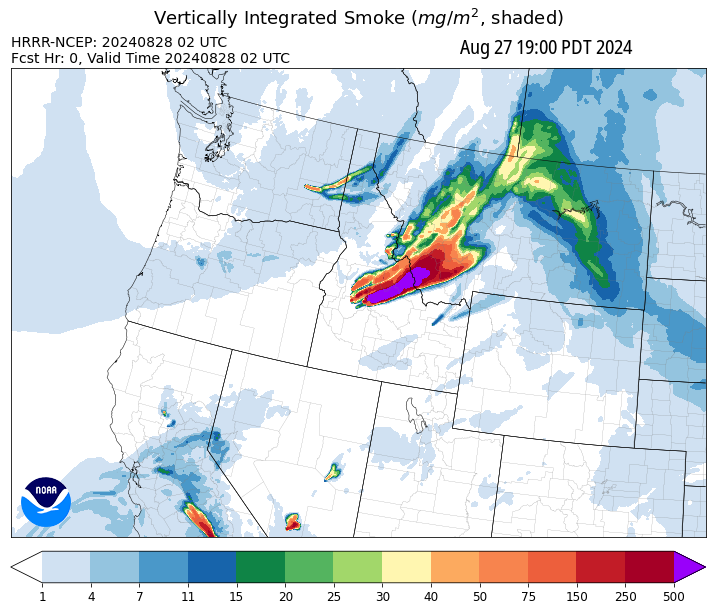 Vertically Integrated Smoke (mg/m², shaded)
HRRR-NCEP: 20240828 02 UTC
Fcst Hr: 0, Valid Time 20240828 02 UTC
Aug 27 19:00 PDT 2024
NOAA
1 4 7 11 15 20 25 30 40 50 75 150 250 500